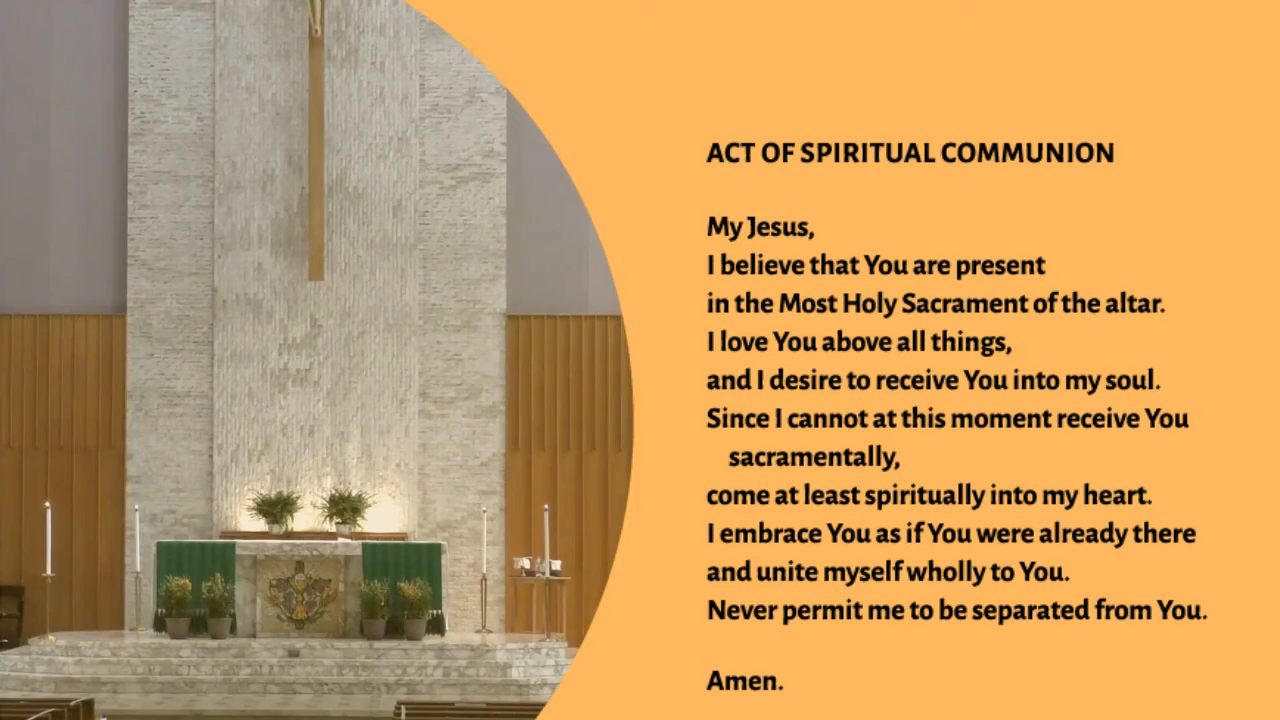 ACT OF SPIRITUAL COMMUNION
My Jesus,
I believe that You are present
in the Most Holy Sacrament of the altar.
I love You above all things,
and I desire to receive You into my soul.
Since I cannot at this moment receive You
sacramentally,
come at least spiritually into my heart.
I embrace You as if You were already there
and unite myself wholly to You.
Never permit me to be separated from You.
Amen.